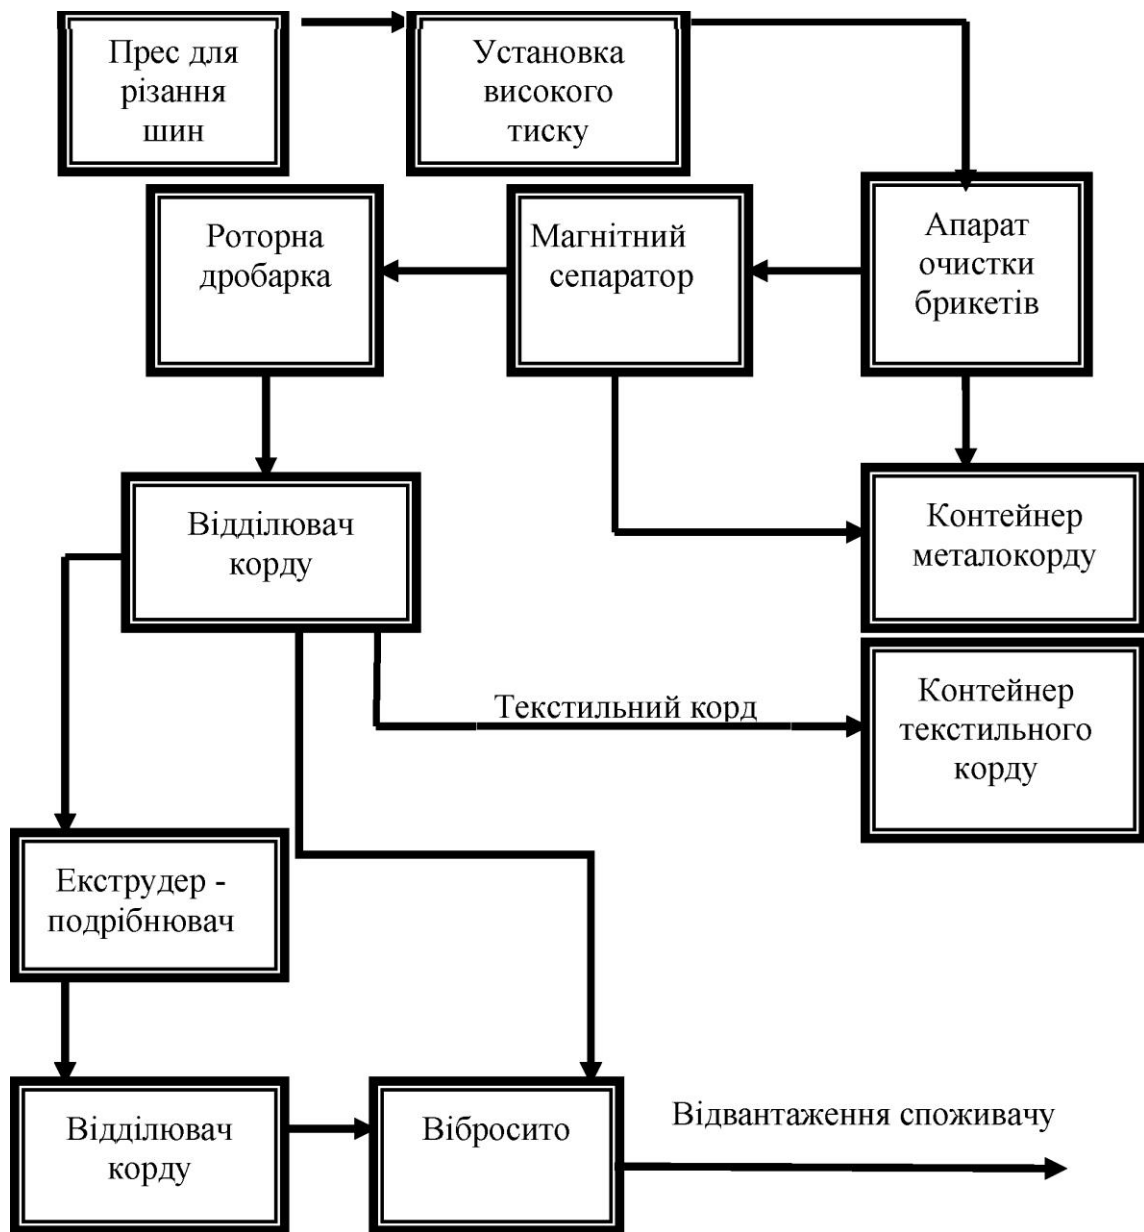 Прес для
різання
шин
Установка
високого
тиску
Роторна
дробарка
Магнітний
сепаратор
Апарат
очистки
брикетів
Відділювач
корду
Контейнер
металокорду
Текстильний корд
Контейнер
текстильного
корду
Екструдер -
подрібнювач
Відділювач
корду
Вібросито
Відвантаження споживачу